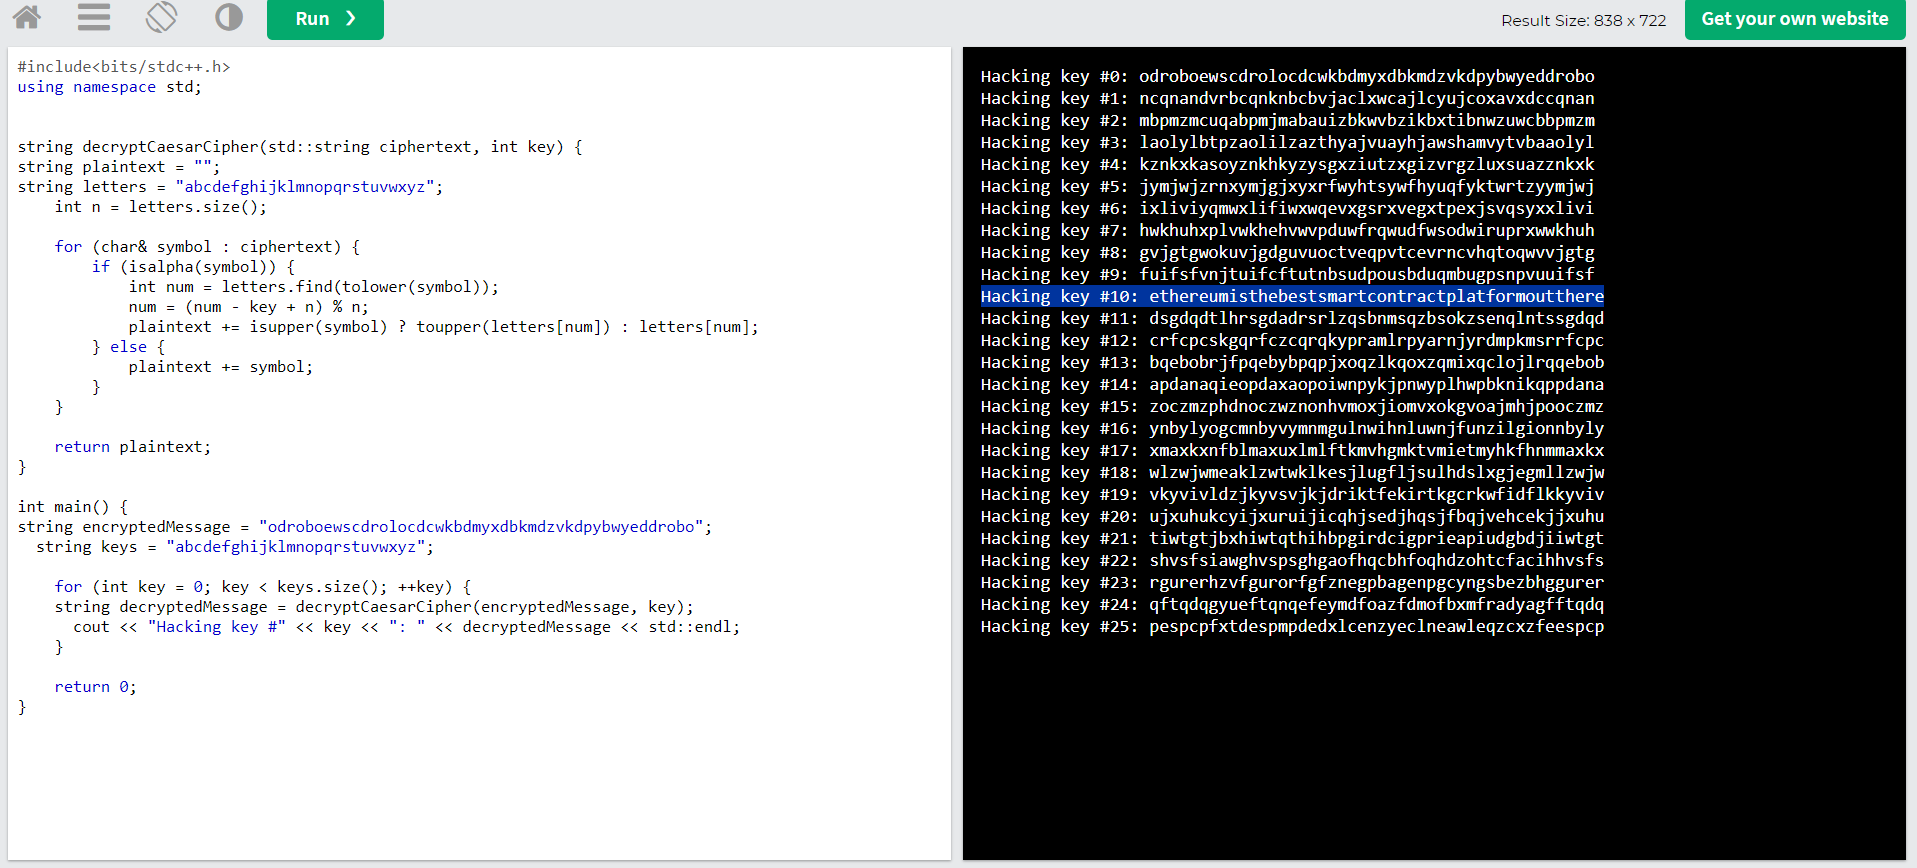 Run ❯
Result Size: 838 x 722
Get your own website
#include<bits/stdc++.h>
using namespace std;
string decryptCaesarCipher(std::string ciphertext, int key) {
string plaintext = "";
string letters = "abcdefghijklmnopqrstuvwxyz";
int n = letters.size();
for (char& symbol : ciphertext) {
if (isalpha(symbol)) {
int num = letters.find(tolower(symbol));
num = (num - key + n) % n;
plaintext += isupper(symbol) ? toupper(letters[num]) : letters[num];
} else {
plaintext += symbol;
}
}
return plaintext;
}
int main() {
string encryptedMessage = "odroboewscdrolocdcwkbdmyxdbkmdzvkdpybwyeddrobo";
string keys = "abcdefghijklmnopqrstuvwxyz";
for (int key = 0; key < keys.size(); ++key) {
string decryptedMessage = decryptCaesarCipher(encryptedMessage, key);
cout << "Hacking key #" << key << ": " << decryptedMessage << std::endl;
}
return 0;
}
Hacking key #0: odroboewscdrolocdcwkbdmyxdbkmdzvkdpybwyeddrobo
Hacking key #1: ncqnandvrbcqnknbcbvjaclxwcajlcyujcoxavxdccqnan
Hacking key #2: mbpmzmcuqabpmjmabauizbkwvbzikbxtibnwzuwcbbpmzm
Hacking key #3: laolylbtpzaolilzazthyajvuayhjawshamvytvbaaolyl
Hacking key #4: kznkxkasoyznkhkyzysgxziutzxgizvrgzluxsuazznkxk
Hacking key #5: jymjwjzrnxymjgjxyxrfwyhtsywfhyuqfyktwrtzyymjwj
Hacking key #6: ixliviyqmwxlifiwxwqevxgsrxvegxtpexjsvqsyxxlivi
Hacking key #7: hwkhuhxplvwkhehvwvpduwfrqwudfwsodwiruprxwwkhuh
Hacking key #8: gvjgtgwokuvjgdguvuoctveqpvtcevrncvhqtoqwvvjgtg
Hacking key #9: fuifsfvnjtuifcftutnbsudpousbduqmbugpsnpvuuifsf
Hacking key #10: ethereumisthebestsmartcontractplatformoutthere
Hacking key #11: dsgdqdtlhrsgdadrsrlzqsbnmsqzbsokzsenqlntssgdqd
Hacking key #12: crfcpcskgqrfczcqrqkypramlrpyarnjyrdmpkmsrrfcpc
Hacking key #13: bqebobrjfpqebybpqpjxoqzlkqoxzqmixqclojlrqqebob
Hacking key #14: apdanaqieopdaxaopoiwnpykjpnwyplhwpbknikqppdana
Hacking key #15: zoczmzphdnoczwznonhvmoxjiomvxokgvoajmhjpooczmz
Hacking key #16: ynbylyogcmnbyvymnmgulnwihnluwnjfunzilgionnbyly
Hacking key #17: xmaxkxnfblmaxuxlmlftkmvhgmktvmietmyhkfhnmmaxkx
Hacking key #18: wlzwjwmeaklzwtwklkesjlugfljsulhdslxgjegmllzwjw
Hacking key #19: vkyvivldzjkyvsvjkjdriktfekirtkgcrkwfidflkkyviv
Hacking key #20: ujxuhukcyijxuruijicqhjsedjhqsjfbqjvehcekjjxuhu
Hacking key #21: tiwtgtjbxhiwtqthihbpgirdcigprieapiudgbdjiiwtgt
Hacking key #22: shvsfsiawghvspsghgaofhqcbhfoqhdzohtcfacihhvsfs
Hacking key #23: rgurerhzvfgurorfgfznegpbagenpgcyngsbezbhggurer
Hacking key #24: qftqdqgyueftqnqefeymdfoazfdmofbxmfradyagfftqdq
Hacking key #25: pespcpfxtdespmpdedxlcenzyeclneawleqzcxzfeespcp